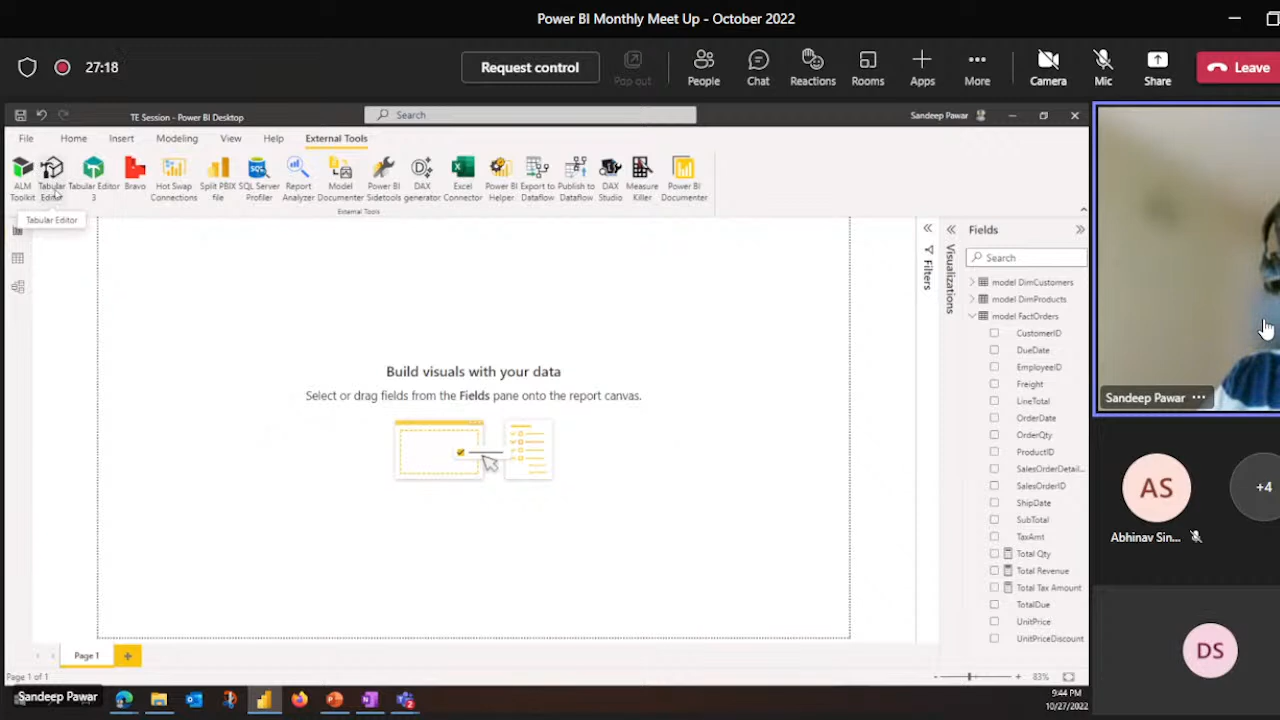 Power BI Monthly Meet Up - October 2022
27:18
Request control
Pop out
People
Chat
Reactions
Rooms
Apps
More
Camera
Mic
Share
Leave
TE Session - Power BI Desktop
Search
Sandeep Pawar
File
Home
Insert
Modeling
View
Help
External Tools
ALM Toolkit
Tabular Editor
Tabular Editor 3
Bravo
Hot Swap Connections
Split PBIX file
SQL Server Profiler
Report Analyzer
Model Documenter
Power BI Sidetools
DAX generator
Excel Connector
Power BI Helper
Export to Dataflow
Publish to Dataflow
DAX Studio
Measure Killer
Power BI Documenter
External Tools
Tabular Editor
Filters
Visualizations
Fields
Search
model DimCustomers
model DimProducts
model FactOrders
CustomerID
DueDate
EmployeeID
Freight
LineTotal
OrderDate
OrderQty
ProductID
SalesOrderDetail...
SalesOrderID
ShipDate
SubTotal
TaxAmt
Total Qty
Total Revenue
Total Tax Amount
TotalDue
UnitPrice
UnitPriceDiscount
Build visuals with your data
Select or drag fields from the Fields pane onto the report canvas.
Page 1
Page 1 of 1
83%
Sandeep Pawar
9:44 PM
10/27/2022
Sandeep Pawar
AS
+4
Abhinav Sin...
DS